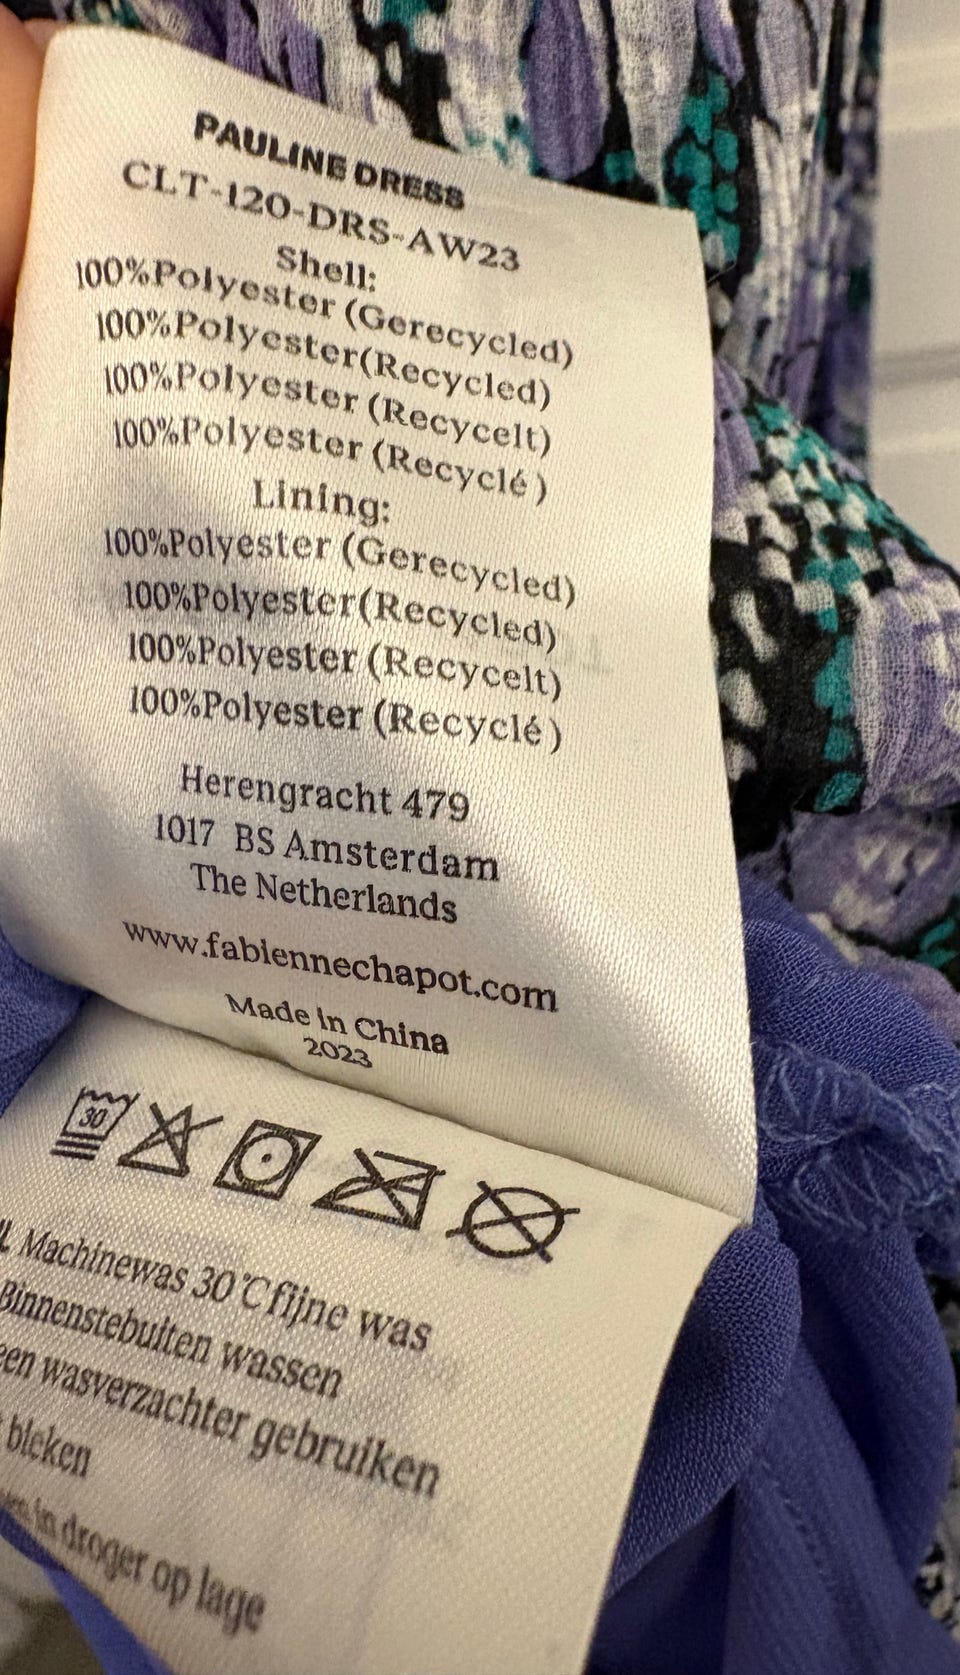 PAULINE DRESS
CLT-120-DRS-AW23
Shell:
100%Polyester (Gerecycled)
100%Polyester(Recycled)
100%Polyester (Recycelt)
100%Polyester (Recyclé)
Lining:
100%Polyester (Gerecycled)
100%Polyester(Recycled)
100%Polyester (Recycelt)
100%Polyester (Recyclé)
Herengracht 479
1017 BS Amsterdam
The Netherlands
www.fabiennechapot.com
Made in China
2023
30
Machinewas 30°C fijne was
Binnenstebuiten wassen
wasverzachter gebruiken
bleken
in droger op lage